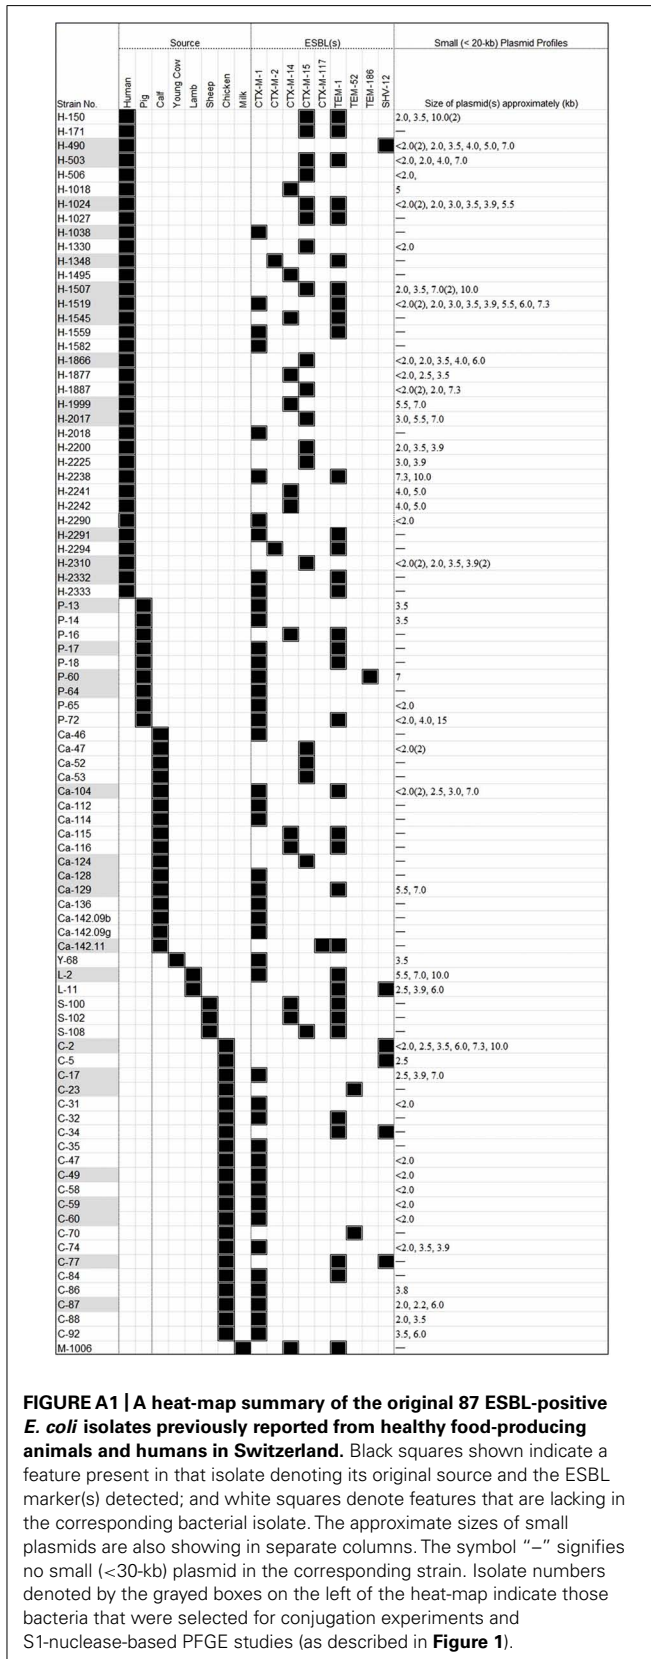 Source ESBL(s) Small (< 20-kb) Plasmid Profiles
Strain No. Human Pig Calf Young Cow Lamb Sheep Chicken Milk CTX-M-1 CTX-M-2 CTX-M-14 CTX-M-15 CTX-M-117 TEM-1 TEM-52 TEM-186 SHV-12 Size of plasmid(s) approximately (kb)
H-150 2.0, 3.5, 10.0(2)
H-171 —
H-490 <2.0(2), 2.0, 3.5, 4.0, 5.0, 7.0
H-503 <2.0, 2.0, 4.0, 7.0
H-506 <2.0,
H-1018 5
H-1024 <2.0(2), 2.0, 3.0, 3.5, 3.9, 5.5
H-1027 —
H-1038 —
H-1330 <2.0
H-1348 —
H-1495 —
H-1507 2.0, 3.5, 7.0(2), 10.0
H-1519 <2.0(2), 2.0, 3.0, 3.5, 3.9, 5.5, 6.0, 7.3
H-1545 —
H-1559 —
H-1582 —
H-1866 <2.0, 2.0, 3.5, 4.0, 6.0
H-1877 <2.0, 2.5, 3.5
H-1887 <2.0(2), 2.0, 7.3
H-1999 5.5, 7.0
H-2017 3.0, 5.5, 7.0
H-2018 —
H-2200 2.0, 3.5, 3.9
H-2225 3.0, 3.9
H-2238 7.3, 10.0
H-2241 4.0, 5.0
H-2242 4.0, 5.0
H-2290 <2.0
H-2291 —
H-2294 —
H-2310 <2.0(2), 2.0, 3.5, 3.9(2)
H-2332 —
H-2333 —
P-13 3.5
P-14 3.5
P-16 —
P-17 —
P-18 —
P-60 7
P-64 —
P-65 <2.0
P-72 <2.0, 4.0, 15
Ca-46 —
Ca-47 <2.0(2)
Ca-52 —
Ca-53 —
Ca-104 <2.0(2), 2.5, 3.0, 7.0
Ca-112 —
Ca-114 —
Ca-115 —
Ca-116 —
Ca-124 —
Ca-128 —
Ca-129 5.5, 7.0
Ca-136 —
Ca-142.09b —
Ca-142.09g —
Ca-142.11 —
Y-68 3.5
L-2 5.5, 7.0, 10.0
L-11 2.5, 3.9, 6.0
S-100 —
S-102 —
S-108 —
C-2 <2.0, 2.5, 3.5, 6.0, 7.3, 10.0
C-5 2.5
C-17 2.5, 3.9, 7.0
C-23 —
C-31 <2.0
C-32 —
C-34 —
C-35 —
C-47 <2.0
C-49 <2.0
C-58 <2.0
C-59 <2.0
C-60 <2.0
C-70 —
C-74 <2.0, 3.5, 3.9
C-77 —
C-84 —
C-86 3.8
C-87 2.0, 2.2, 6.0
C-88 2.0, 3.5
C-92 3.5, 6.0
M-1006 —
FIGURE A1 | A heat-map summary of the original 87 ESBL-positive
E. coli isolates previously reported from healthy food-producing
animals and humans in Switzerland. Black squares shown indicate a
feature present in that isolate denoting its original source and the ESBL
marker(s) detected; and white squares denote features that are lacking in
the corresponding bacterial isolate. The approximate sizes of small
plasmids are also showing in separate columns. The symbol “–” signifies
no small (<30-kb) plasmid in the corresponding strain. Isolate numbers
denoted by the grayed boxes on the left of the heat-map indicate those
bacteria that were selected for conjugation experiments and
S1-nuclease-based PFGE studies (as described in Figure 1).